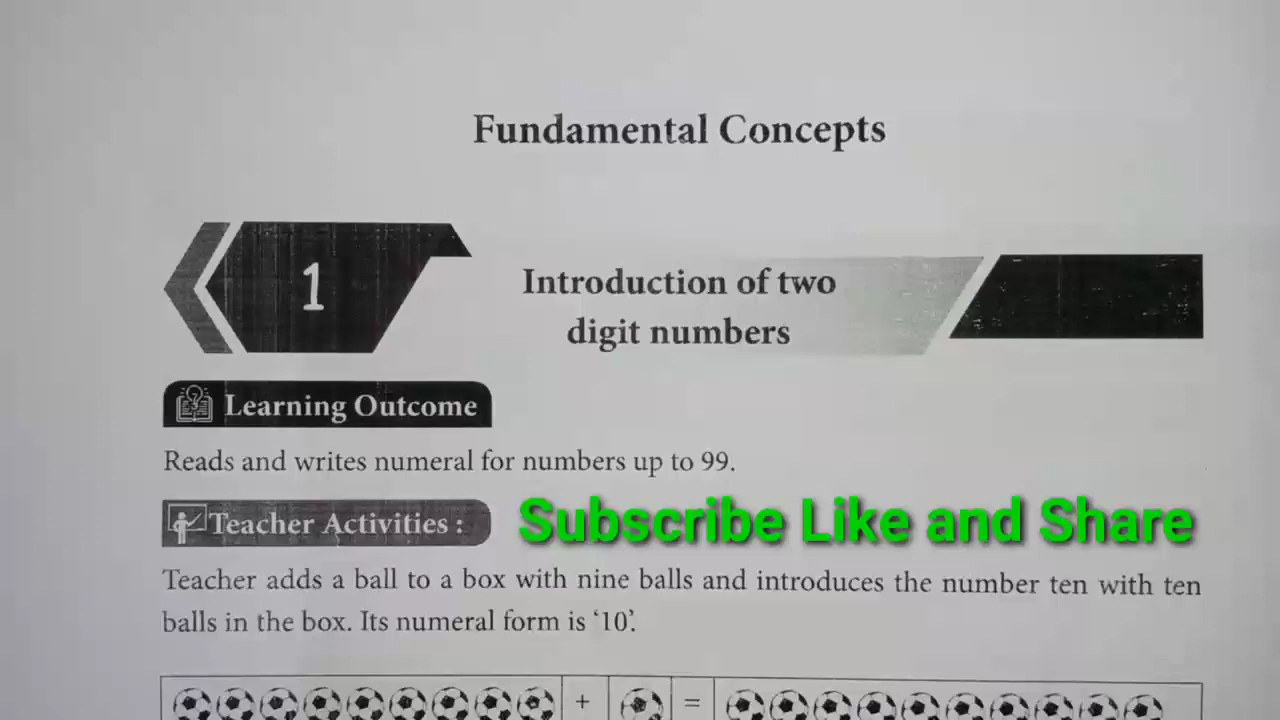 Fundamental Concepts
1
Introduction of two
digit numbers
Learning Outcome
Reads and writes numeral for numbers up to 99.
Teacher Activities :
Subscribe Like and Share
Teacher adds a ball to a box with nine balls and introduces the number ten with ten
balls in the box. Its numeral form is ‘10’.
+ =